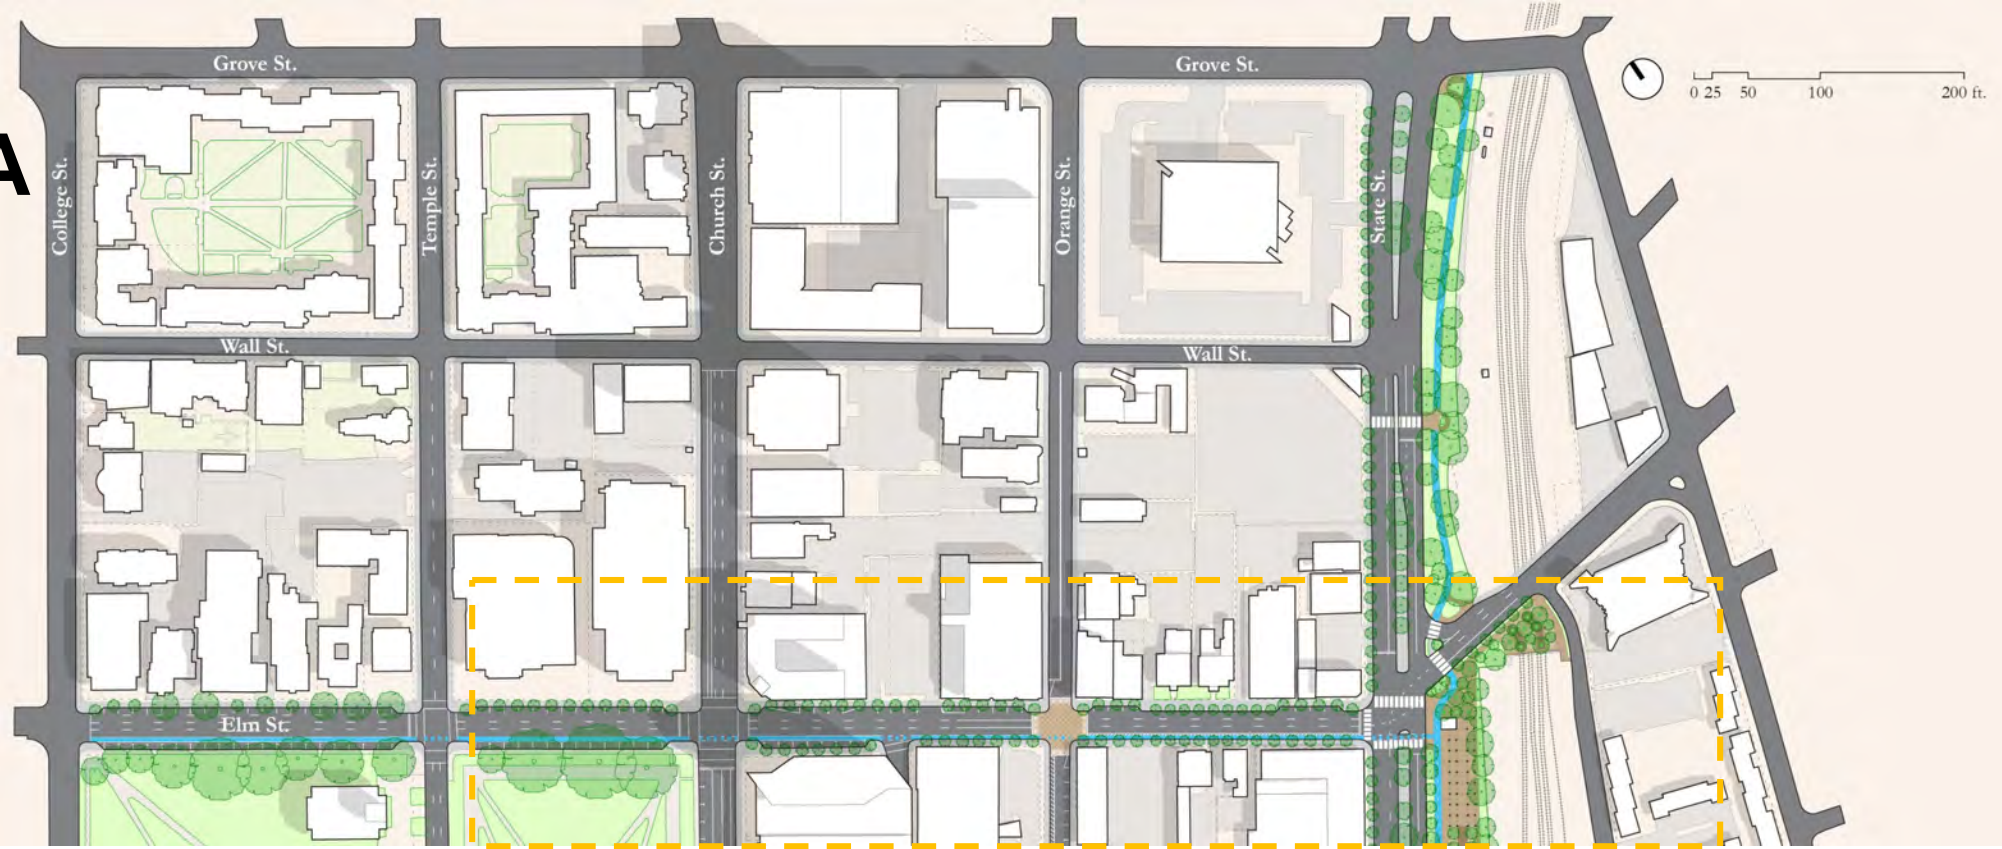 Grove St.
Grove St.
0 25 50 100 200 ft.
A
College St.
Temple St.
Church St.
Orange St.
State St.
Wall St.
Wall St.
Elm St.